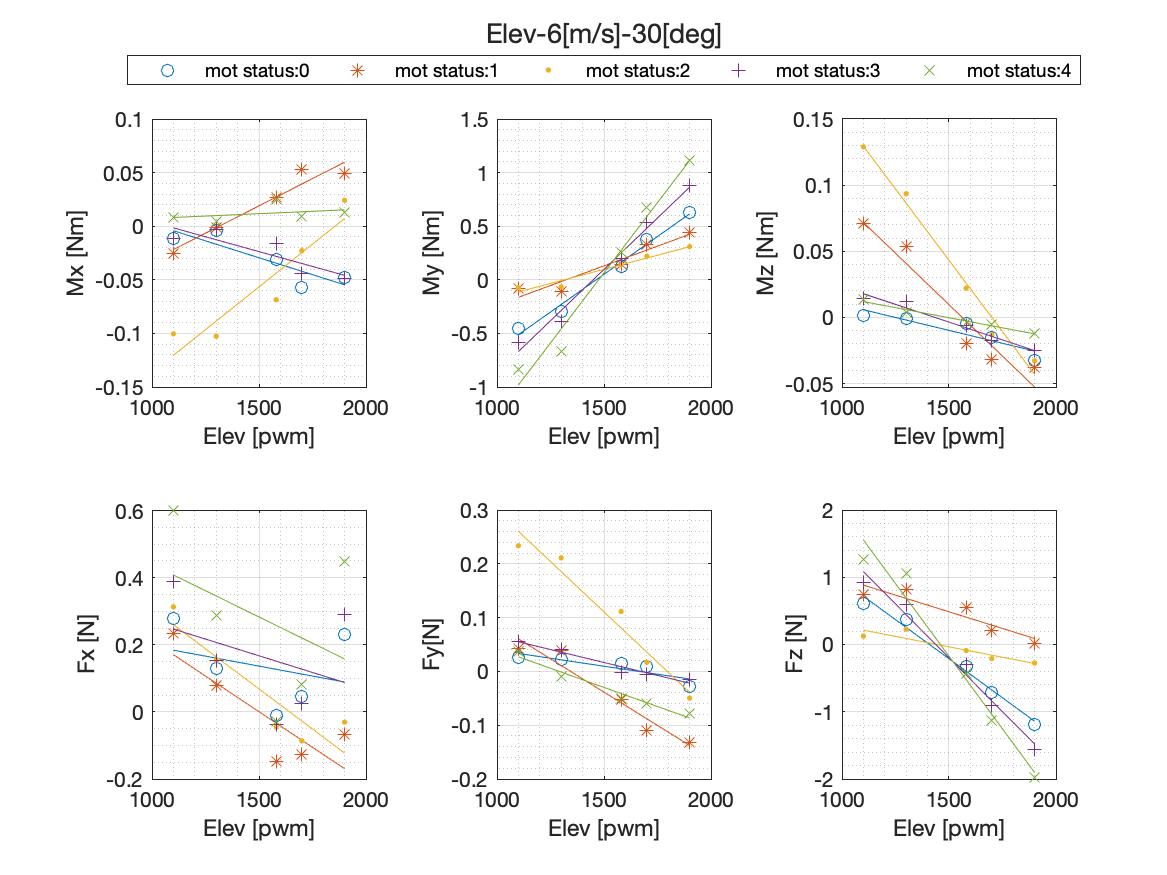 Elev-6[m/s]-30[deg]
mot status:0 mot status:1 mot status:2 mot status:3 mot status:4
0.1
0.05
0
-0.05
-0.1
-0.15
Mx [Nm]
1000 1500 2000
Elev [pwm]
1.5
1
0.5
0
-0.5
-1
My [Nm]
1000 1500 2000
Elev [pwm]
0.15
0.1
0.05
0
-0.05
Mz [Nm]
1000 1500 2000
Elev [pwm]
0.6
0.4
0.2
0
-0.2
Fx [N]
1000 1500 2000
Elev [pwm]
0.3
0.2
0.1
0
-0.1
-0.2
Fy[N]
1000 1500 2000
Elev [pwm]
2
1
0
-1
-2
Fz [N]
1000 1500 2000
Elev [pwm]